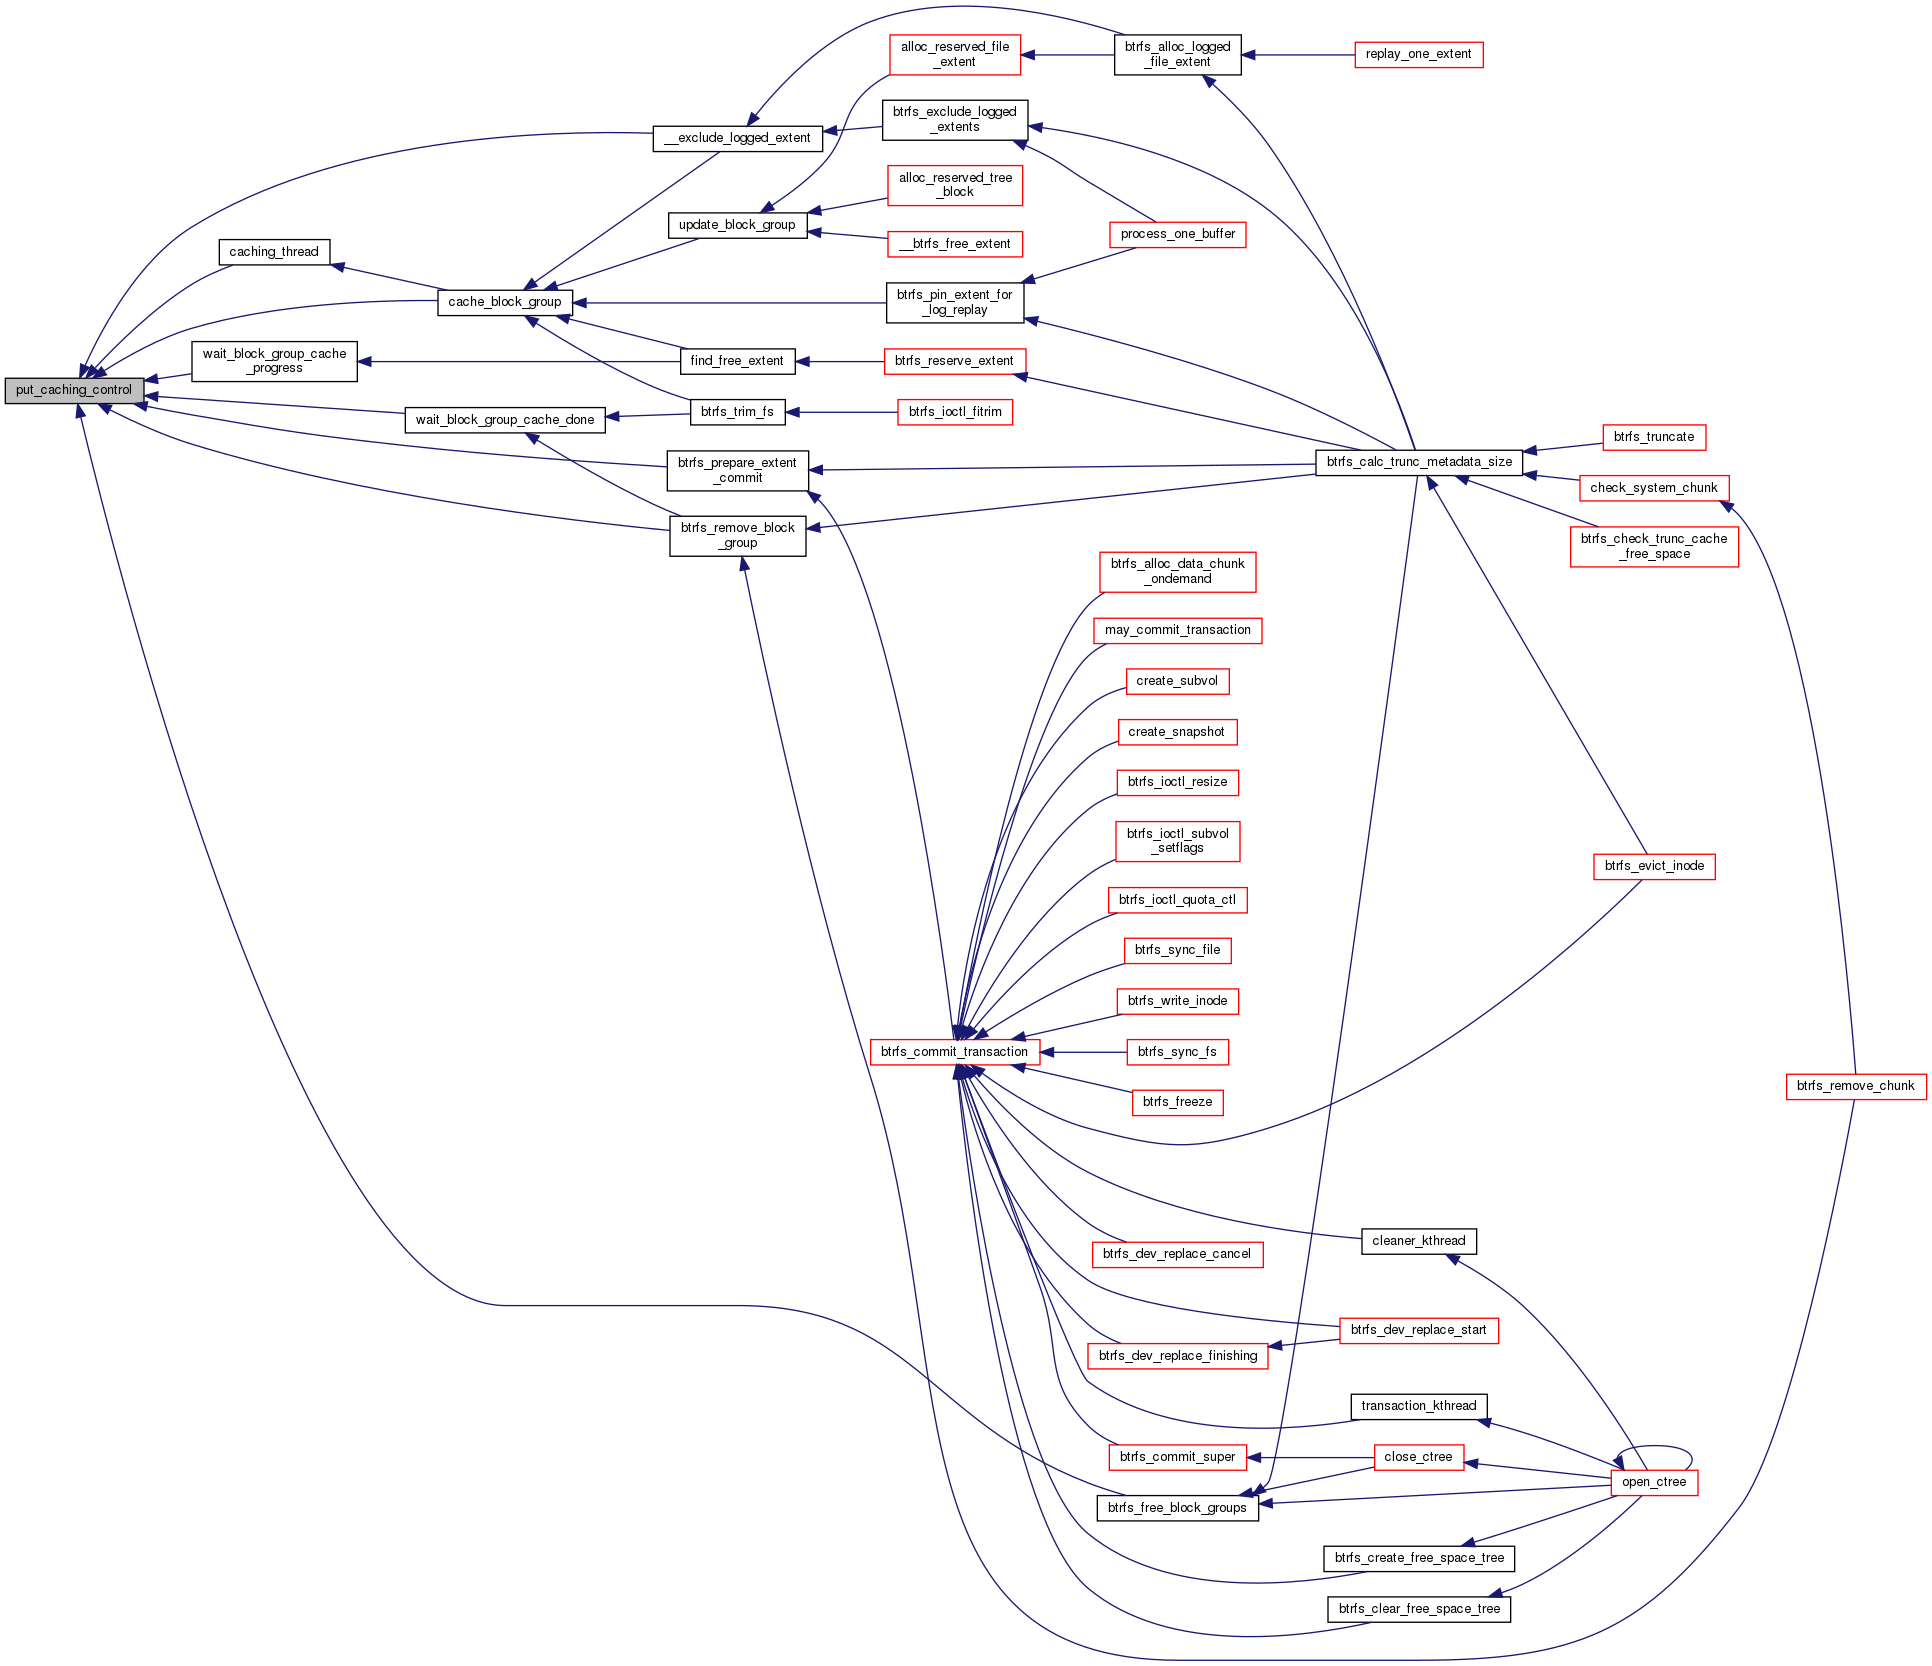 btrfs_alloc_logged
_file_extent
alloc_reserved_file
_extent
replay_one_extent
btrfs_exclude_logged
_extents
__exclude_logged_extent
alloc_reserved_tree
_block
update_block_group
process_one_buffer
__btrfs_free_extent
caching_thread
cache_block_group
btrfs_pin_extent_for
_log_replay
wait_block_group_cache
_progress
find_free_extent
btrfs_reserve_extent
put_caching_control
btrfs_trim_fs
btrfs_ioctl_fitrim
wait_block_group_cache_done
btrfs_truncate
btrfs_prepare_extent
_commit
btrfs_calc_trunc_metadata_size
check_system_chunk
btrfs_remove_block
_group
btrfs_check_trunc_cache
_free_space
btrfs_alloc_data_chunk
_ondemand
may_commit_transaction
create_subvol
create_snapshot
btrfs_ioctl_resize
btrfs_ioctl_subvol
_setflags
btrfs_evict_inode
btrfs_ioctl_quota_ctl
btrfs_sync_file
btrfs_write_inode
btrfs_commit_transaction
btrfs_sync_fs
btrfs_remove_chunk
btrfs_freeze
cleaner_kthread
btrfs_dev_replace_cancel
btrfs_dev_replace_start
btrfs_dev_replace_finishing
transaction_kthread
btrfs_commit_super
close_ctree
open_ctree
btrfs_free_block_groups
btrfs_create_free_space_tree
btrfs_clear_free_space_tree